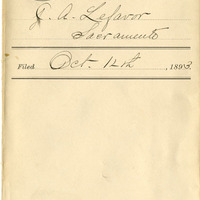 J. A. Lefavor
Sacramento
Filed Oct. 12th, 1893.